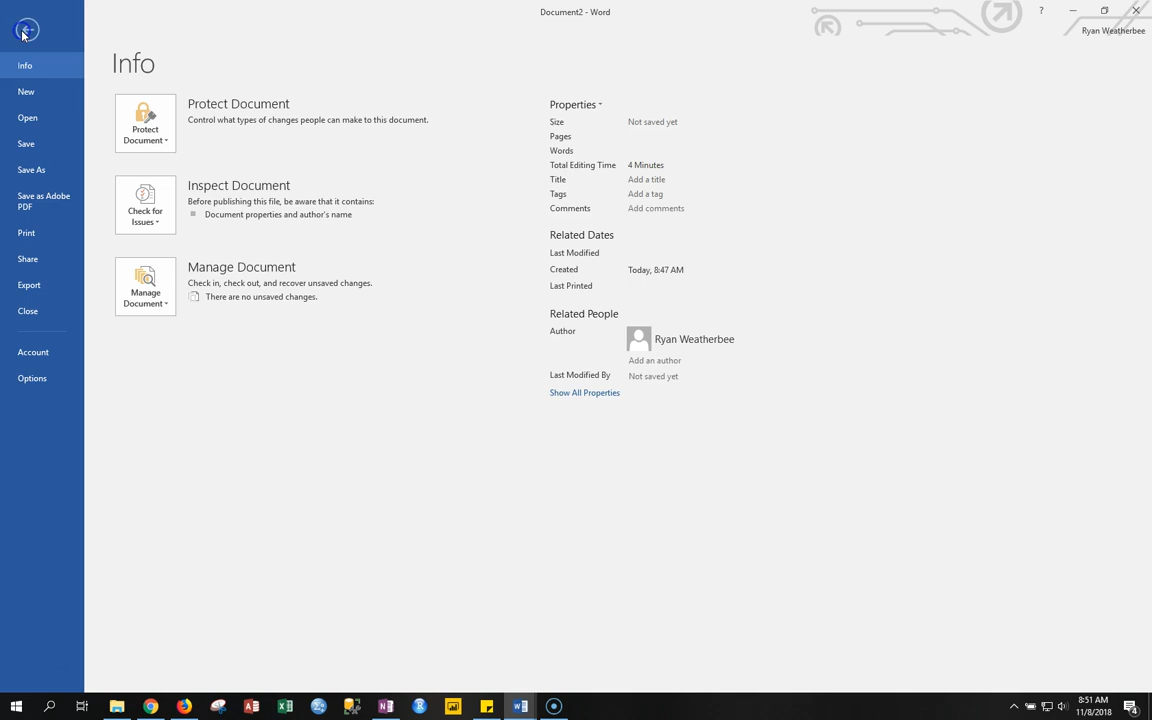 Document2 - Word
?
Ryan Weatherbee
Info
New
Open
Save
Save As
Save as Adobe
PDF
Print
Share
Export
Close
Account
Options
Info
Protect
Document
Protect Document
Control what types of changes people can make to this document.
Check for
Issues
Inspect Document
Before publishing this file, be aware that it contains:
Document properties and author's name
Manage
Document
Manage Document
Check in, check out, and recover unsaved changes.
There are no unsaved changes.
Properties
Size Not saved yet
Pages
Words
Total Editing Time 4 Minutes
Title Add a title
Tags Add a tag
Comments Add comments
Related Dates
Last Modified
Created Today, 8:47 AM
Last Printed
Related People
Author Ryan Weatherbee
Add an author
Last Modified By Not saved yet
Show All Properties
8:51 AM
11/8/2018
4